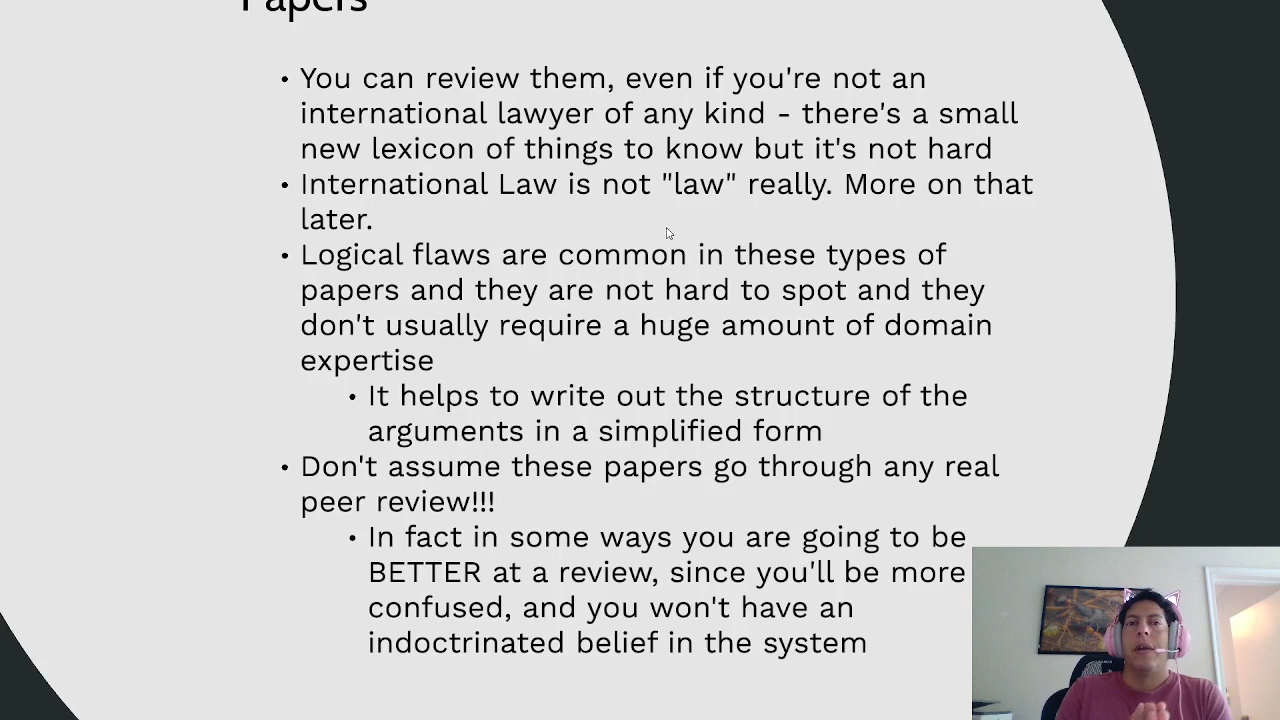 Papers
• You can review them, even if you're not an
international lawyer of any kind - there's a small
new lexicon of things to know but it's not hard
• International Law is not "law" really. More on that
later.
• Logical flaws are common in these types of
papers and they are not hard to spot and they
don't usually require a huge amount of domain
expertise
• It helps to write out the structure of the
arguments in a simplified form
• Don't assume these papers go through any real
peer review!!!
• In fact in some ways you are going to be
BETTER at a review, since you'll be more
confused, and you won't have an
indoctrinated belief in the system